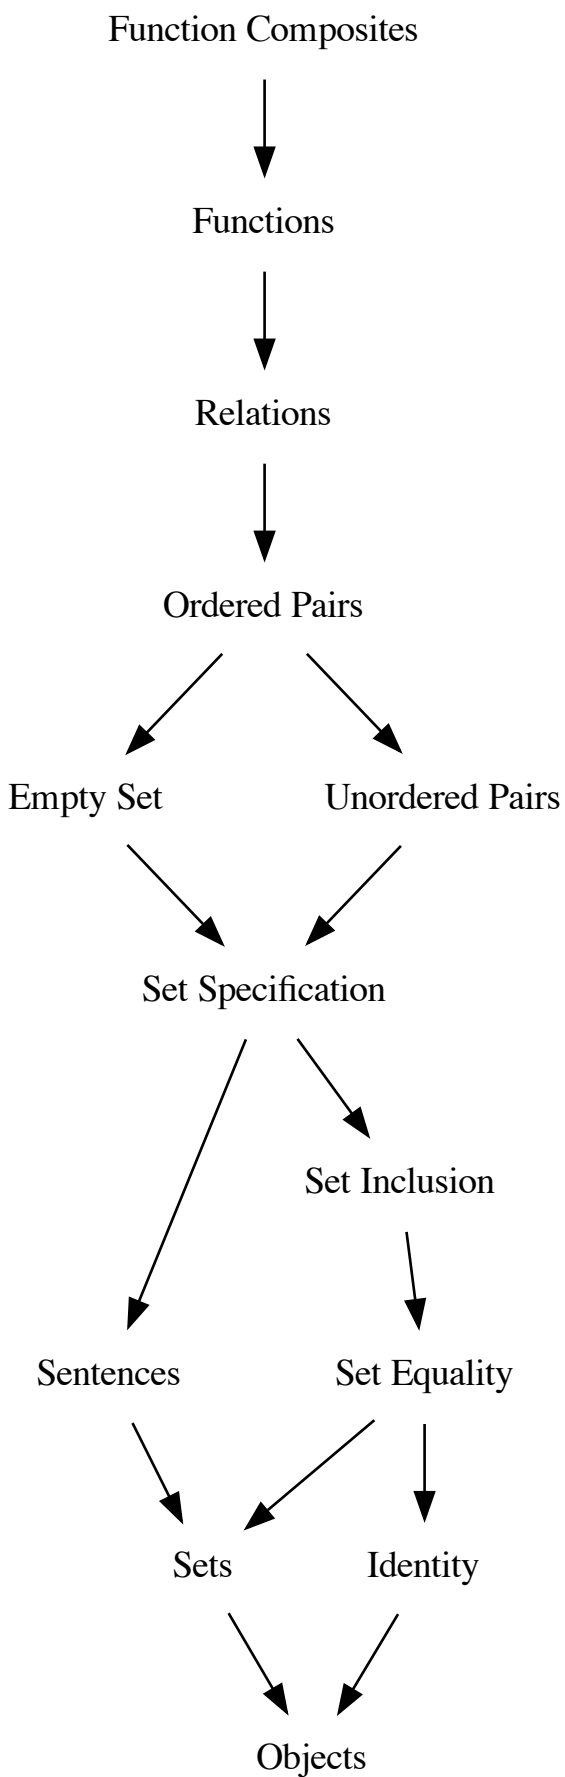 Function Composites
Functions
Relations
Ordered Pairs
Empty Set
Unordered Pairs
Set Specification
Set Inclusion
Sentences
Set Equality
Sets
Identity
Objects